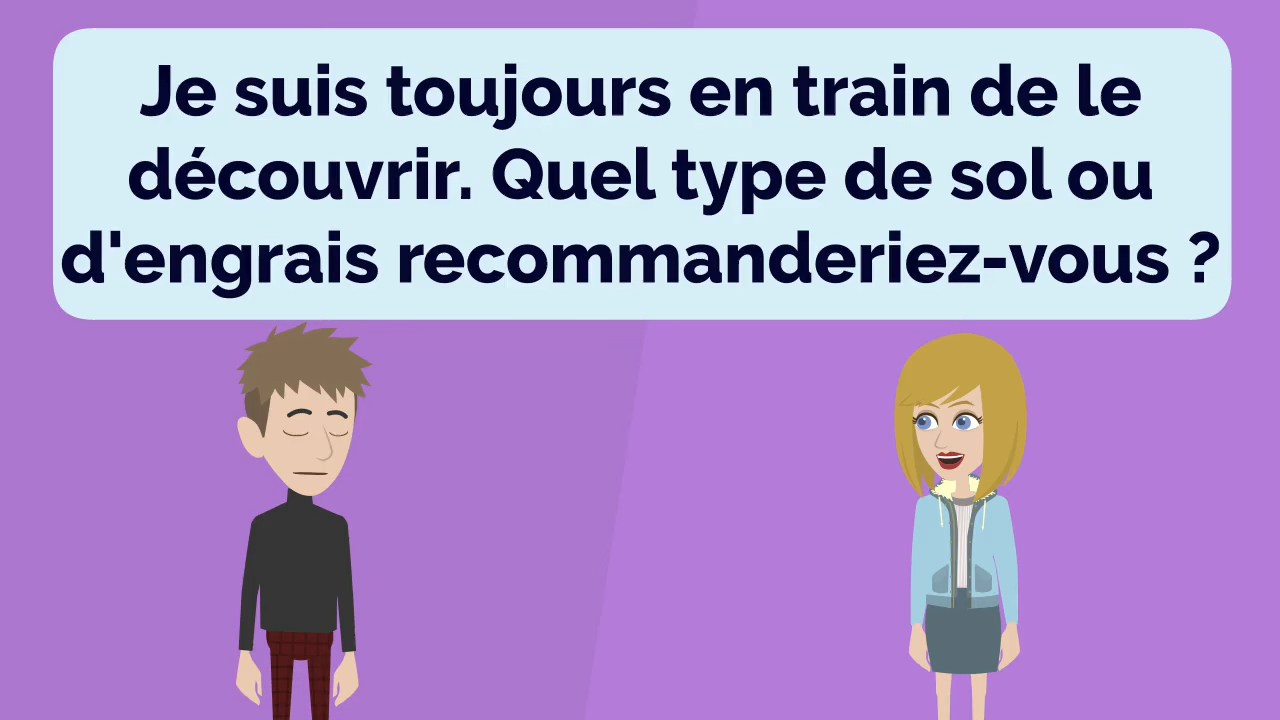 Je suis toujours en train de le
découvrir. Quel type de sol ou
d'engrais recommanderiez-vous ?